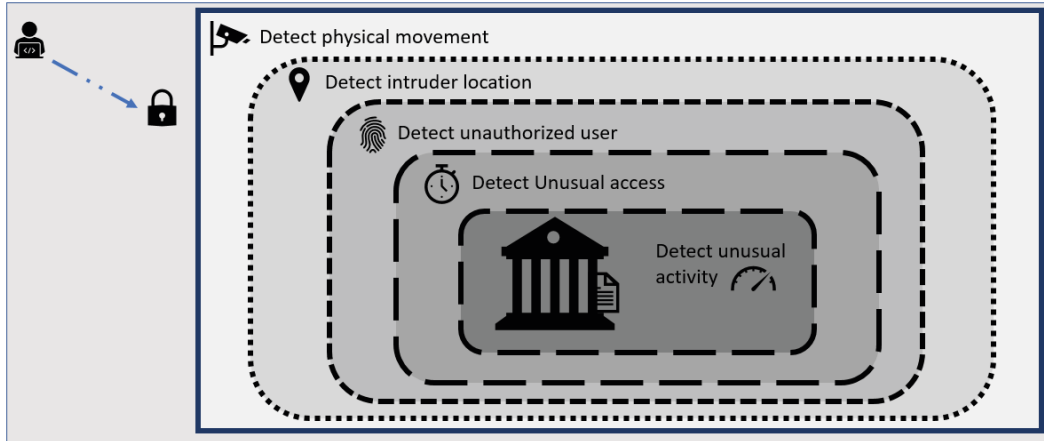 Detect physical movement
Detect intruder location
Detect unauthorized user
Detect Unusual access
Detect unusual
activity